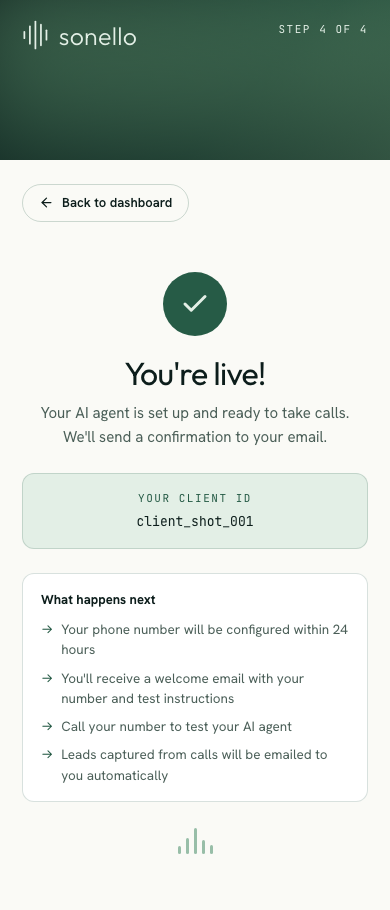 sonello
STEP 4 OF 4
Back to dashboard
You're live!
Your AI agent is set up and ready to take calls.
We'll send a confirmation to your email.
YOUR CLIENT ID
client_shot_001
What happens next
→ Your phone number will be configured within 24
hours
→ You'll receive a welcome email with your
number and test instructions
→ Call your number to test your AI agent
→ Leads captured from calls will be emailed to
you automatically